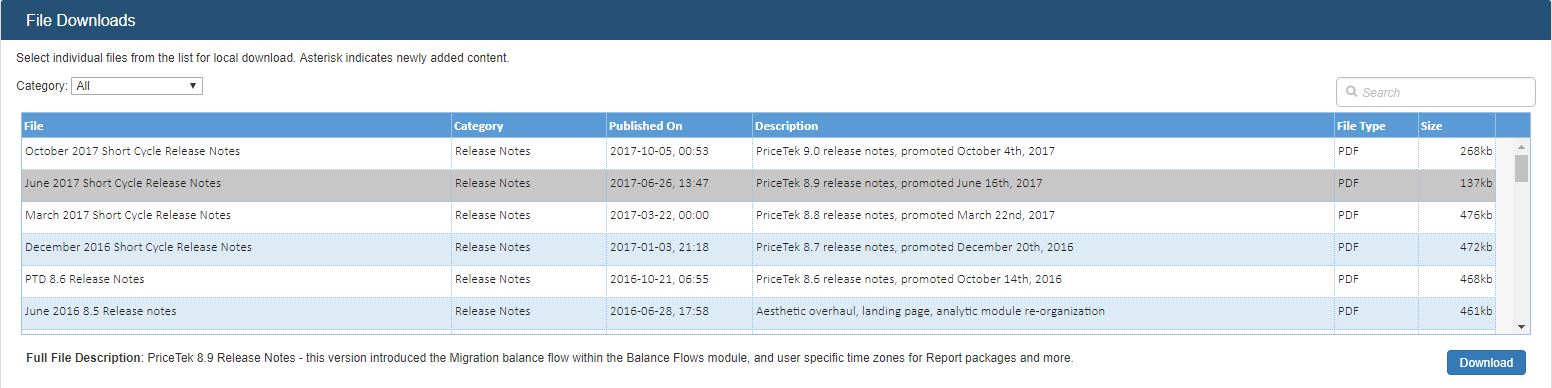 File Downloads
Select individual files from the list for local download. Asterisk indicates newly added content.
Category: All
Search
File Category Published On Description File Type Size
October 2017 Short Cycle Release Notes Release Notes 2017-10-05, 00:53 PriceTek 9.0 release notes, promoted October 4th, 2017 PDF 268kb
June 2017 Short Cycle Release Notes Release Notes 2017-06-26, 13:47 PriceTek 8.9 release notes, promoted June 16th, 2017 PDF 137kb
March 2017 Short Cycle Release Notes Release Notes 2017-03-22, 00:00 PriceTek 8.8 release notes, promoted March 22nd, 2017 PDF 476kb
December 2016 Short Cycle Release Notes Release Notes 2017-01-03, 21:18 PriceTek 8.7 release notes, promoted December 20th, 2016 PDF 472kb
PTD 8.6 Release Notes Release Notes 2016-10-21, 06:55 PriceTek 8.6 release notes, promoted October 14th, 2016 PDF 468kb
June 2016 8.5 Release notes Release Notes 2016-06-28, 17:58 Aesthetic overhaul, landing page, analytic module re-organization PDF 461kb
Full File Description: PriceTek 8.9 Release Notes - this version introduced the Migration balance flow within the Balance Flows module, and user specific time zones for Report packages and more.
Download